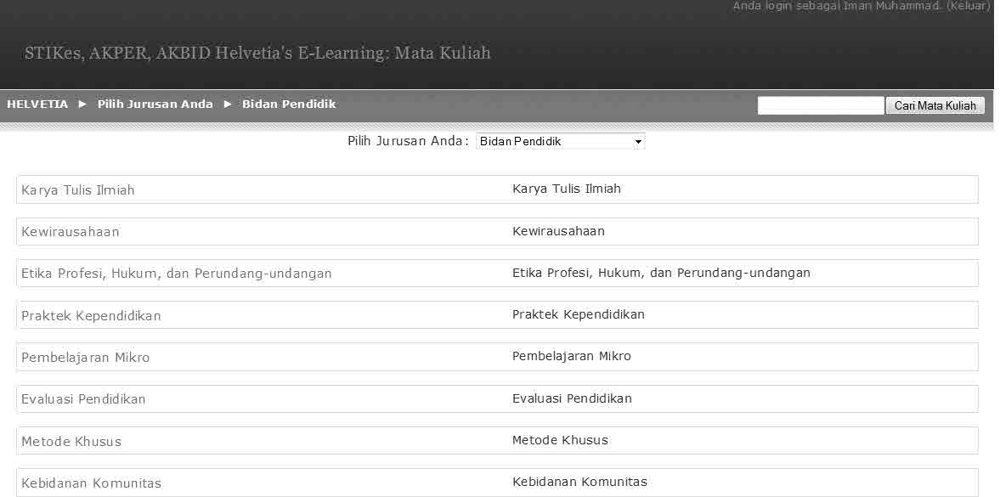 Anda login sebagai Iman Muhammad. (Keluar)
STIKes, AKPER, AKBID Helvetia's E-Learning: Mata Kuliah
HELVETIA ► Pilih Jurusan Anda ► Bidan Pendidik Cari Mata Kuliah
Pilih Jurusan Anda: Bidan Pendidik
Karya Tulis Ilmiah Karya Tulis Ilmiah
Kewirausahaan Kewirausahaan
Etika Profesi, Hukum, dan Perundang-undangan Etika Profesi, Hukum, dan Perundang-undangan
Praktek Kependidikan Praktek Kependidikan
Pembelajaran Mikro Pembelajaran Mikro
Evaluasi Pendidikan Evaluasi Pendidikan
Metode Khusus Metode Khusus
Kebidanan Komunitas Kebidanan Komunitas